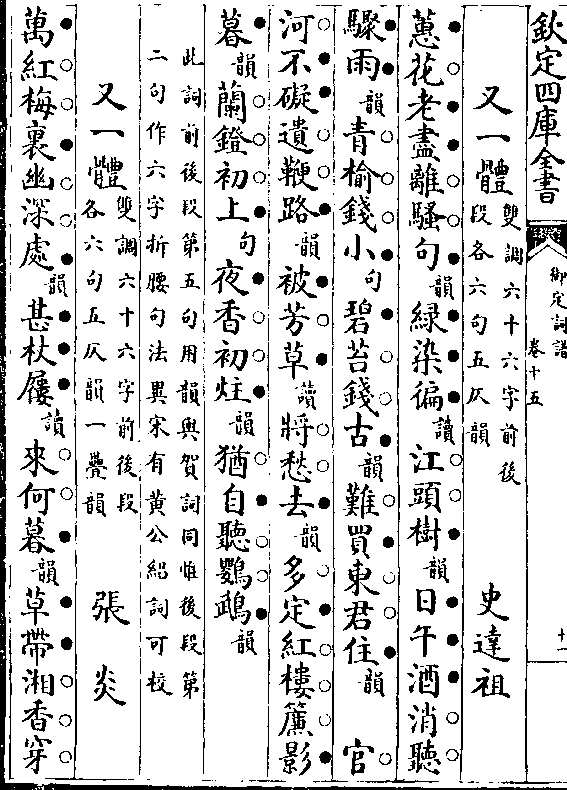 欽定四庫全書
御定詞譜
卷十五
十一
又一體
雙調六十六字前後
段各六句五仄韻
史達祖
蕙花老盡離騷句韻綠染徧讀江頭樹韻日午酒消聽
驟雨韻青榆錢小句碧苔錢古韻難買東君住韻　官
河不礙遺鞭路韻被芳草讀將愁去韻多定紅樓簾影
暮韻蘭鐙初上句夜香初炷韻猶自聽鸚鵡韻
此詞前後段第五句用韻與賀詞同惟後段第
二句作六字折腰句法異宋有黄公紹詞可校
又一體
雙調六十六字前後段
各六句五仄韻一疊韻
張炎
萬紅梅裏幽深處韻甚杖屨讀來何暮韻草帶湘香穿